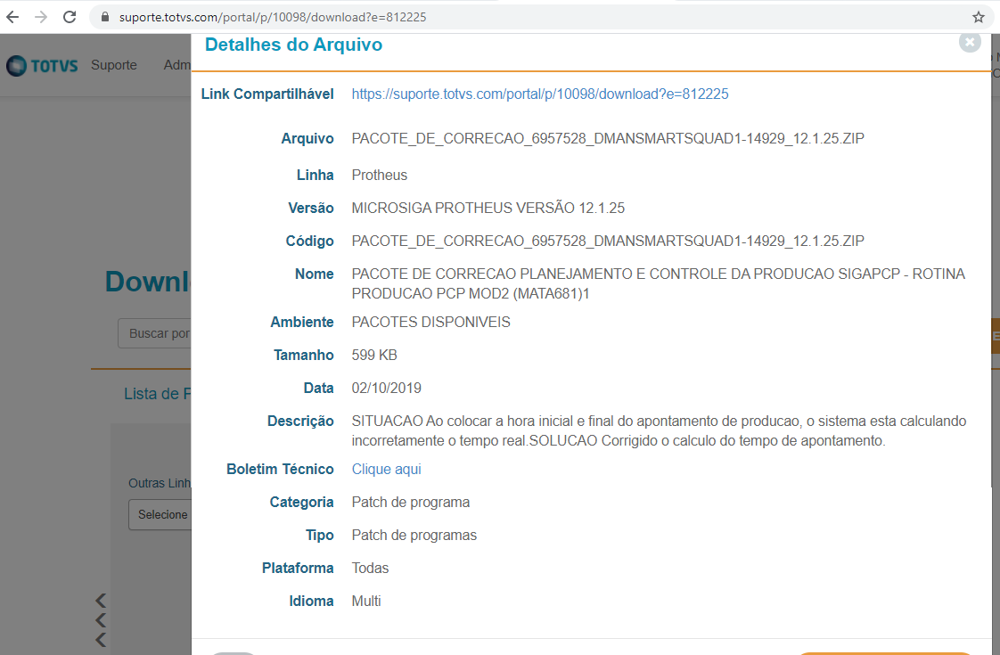 suporte.totvs.com/portal/p/10098/download?e=812225
Detalhes do Arquivo
TOTVS Suporte Adm
Link Compartilhável https://suporte.totvs.com/portal/p/10098/download?e=812225
Arquivo PACOTE_DE_CORRECAO_6957528_DMANSMARTSQUAD1-14929_12.1.25.ZIP
Linha Protheus
Versão MICROSIGA PROTHEUS VERSÃO 12.1.25
Código PACOTE_DE_CORRECAO_6957528_DMANSMARTSQUAD1-14929_12.1.25.ZIP
Nome PACOTE DE CORRECAO PLANEJAMENTO E CONTROLE DA PRODUCAO SIGAPCP - ROTINA
PRODUCAO PCP MOD2 (MATA681)1
Downl
Ambiente PACOTES DISPONIVEIS
Buscar por
Tamanho 599 KB
Data 02/10/2019
Lista de
Descrição SITUACAO Ao colocar a hora inicial e final do apontamento de producao, o sistema esta calculando
incorretamente o tempo real.SOLUCAO Corrigido o calculo do tempo de apontamento.
Boletim Técnico Clique aqui
Outras Linh
Categoria Patch de programa
Selecione
Tipo Patch de programas
Plataforma Todas
Idioma Multi